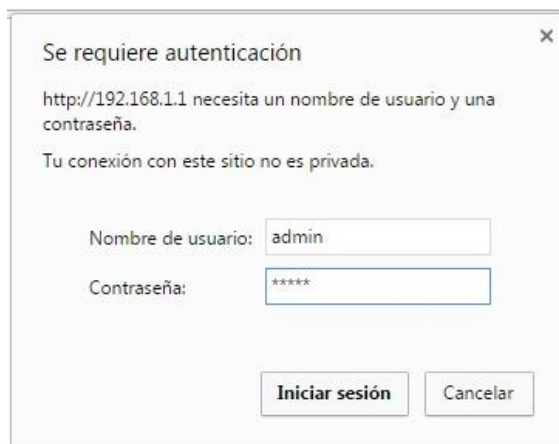 Se requiere autenticación
http://192.168.1.1 necesita un nombre de usuario y una
contraseña.
Tu conexión con este sitio no es privada.
Nombre de usuario: admin
Contraseña: *****
Iniciar sesión Cancelar